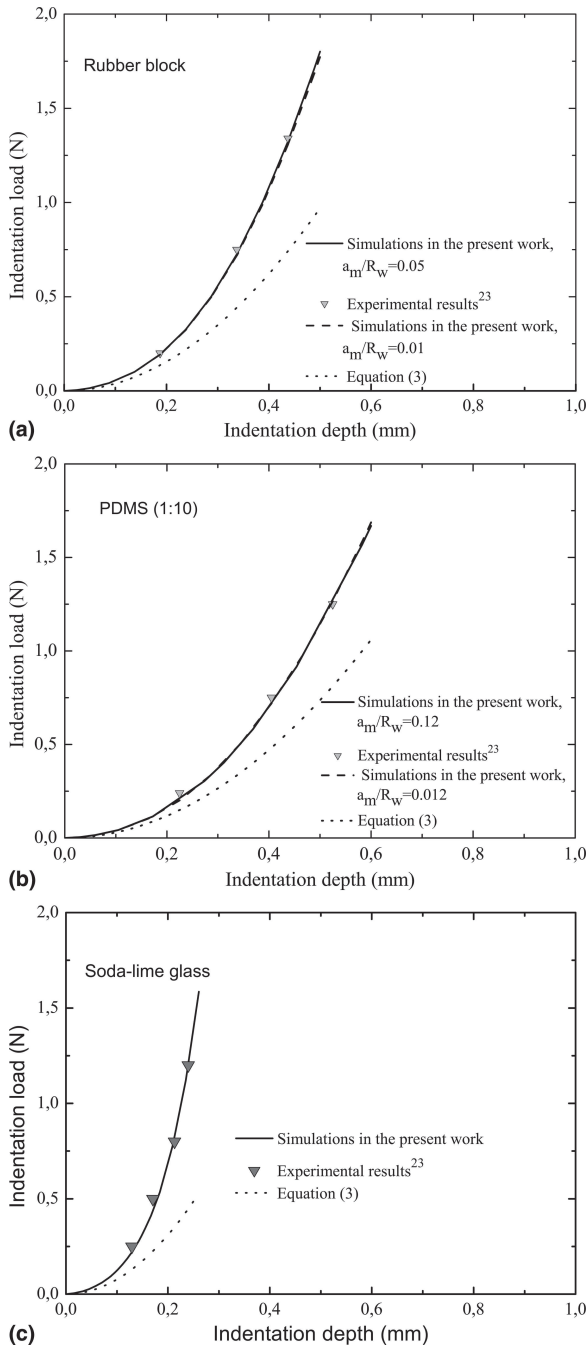 2,0
Rubber block
1,5
1,0
0,5
0,0
Indentation load (N)
Simulations in the present work,
a_m/R_w=0.05
Experimental results23
Simulations in the present work,
a_m/R_w=0.01
Equation (3)
0,0 0,2 0,4 0,6 0,8 1,0
(a) Indentation depth (mm)
2,0
PDMS (1:10)
1,5
1,0
0,5
0,0
Indentation load (N)
Simulations in the present work,
a_m/R_w=0.12
Experimental results23
Simulations in the present work,
a_m/R_w=0.012
Equation (3)
0,0 0,2 0,4 0,6 0,8 1,0
(b) Indentation depth (mm)
2,0
Soda-lime glass
1,5
1,0
0,5
0,0
Indentation load (N)
Simulations in the present work
Experimental results23
Equation (3)
0,0 0,2 0,4 0,6 0,8 1,0
(c) Indentation depth (mm)